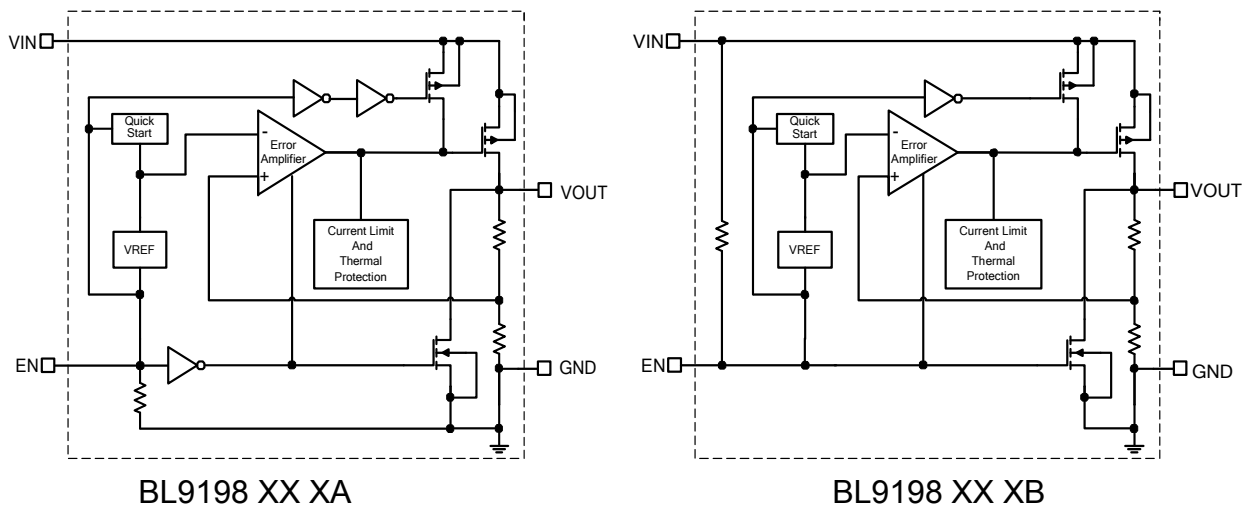 VIN
Quick
Start
-
Error
Amplifier
+
VOUT
VREF
Current Limit
And
Thermal
Protection
EN
GND
BL9198 XX XA
VIN
Quick
Start
-
Error
Amplifier
+
VOUT
VREF
Current Limit
And
Thermal
Protection
EN
GND
BL9198 XX XB